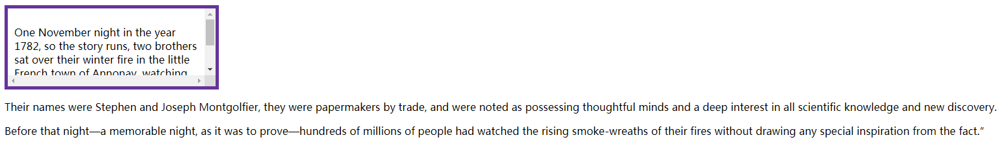 One November night in the year
1782, so the story runs, two brothers
sat over their winter fire in the little
French town of Annonay, watching
Their names were Stephen and Joseph Montgolfier, they were papermakers by trade, and were noted as possessing thoughtful minds and a deep interest in all scientific knowledge and new discovery.
Before that night—a memorable night, as it was to prove—hundreds of millions of people had watched the rising smoke-wreaths of their fires without drawing any special inspiration from the fact.”